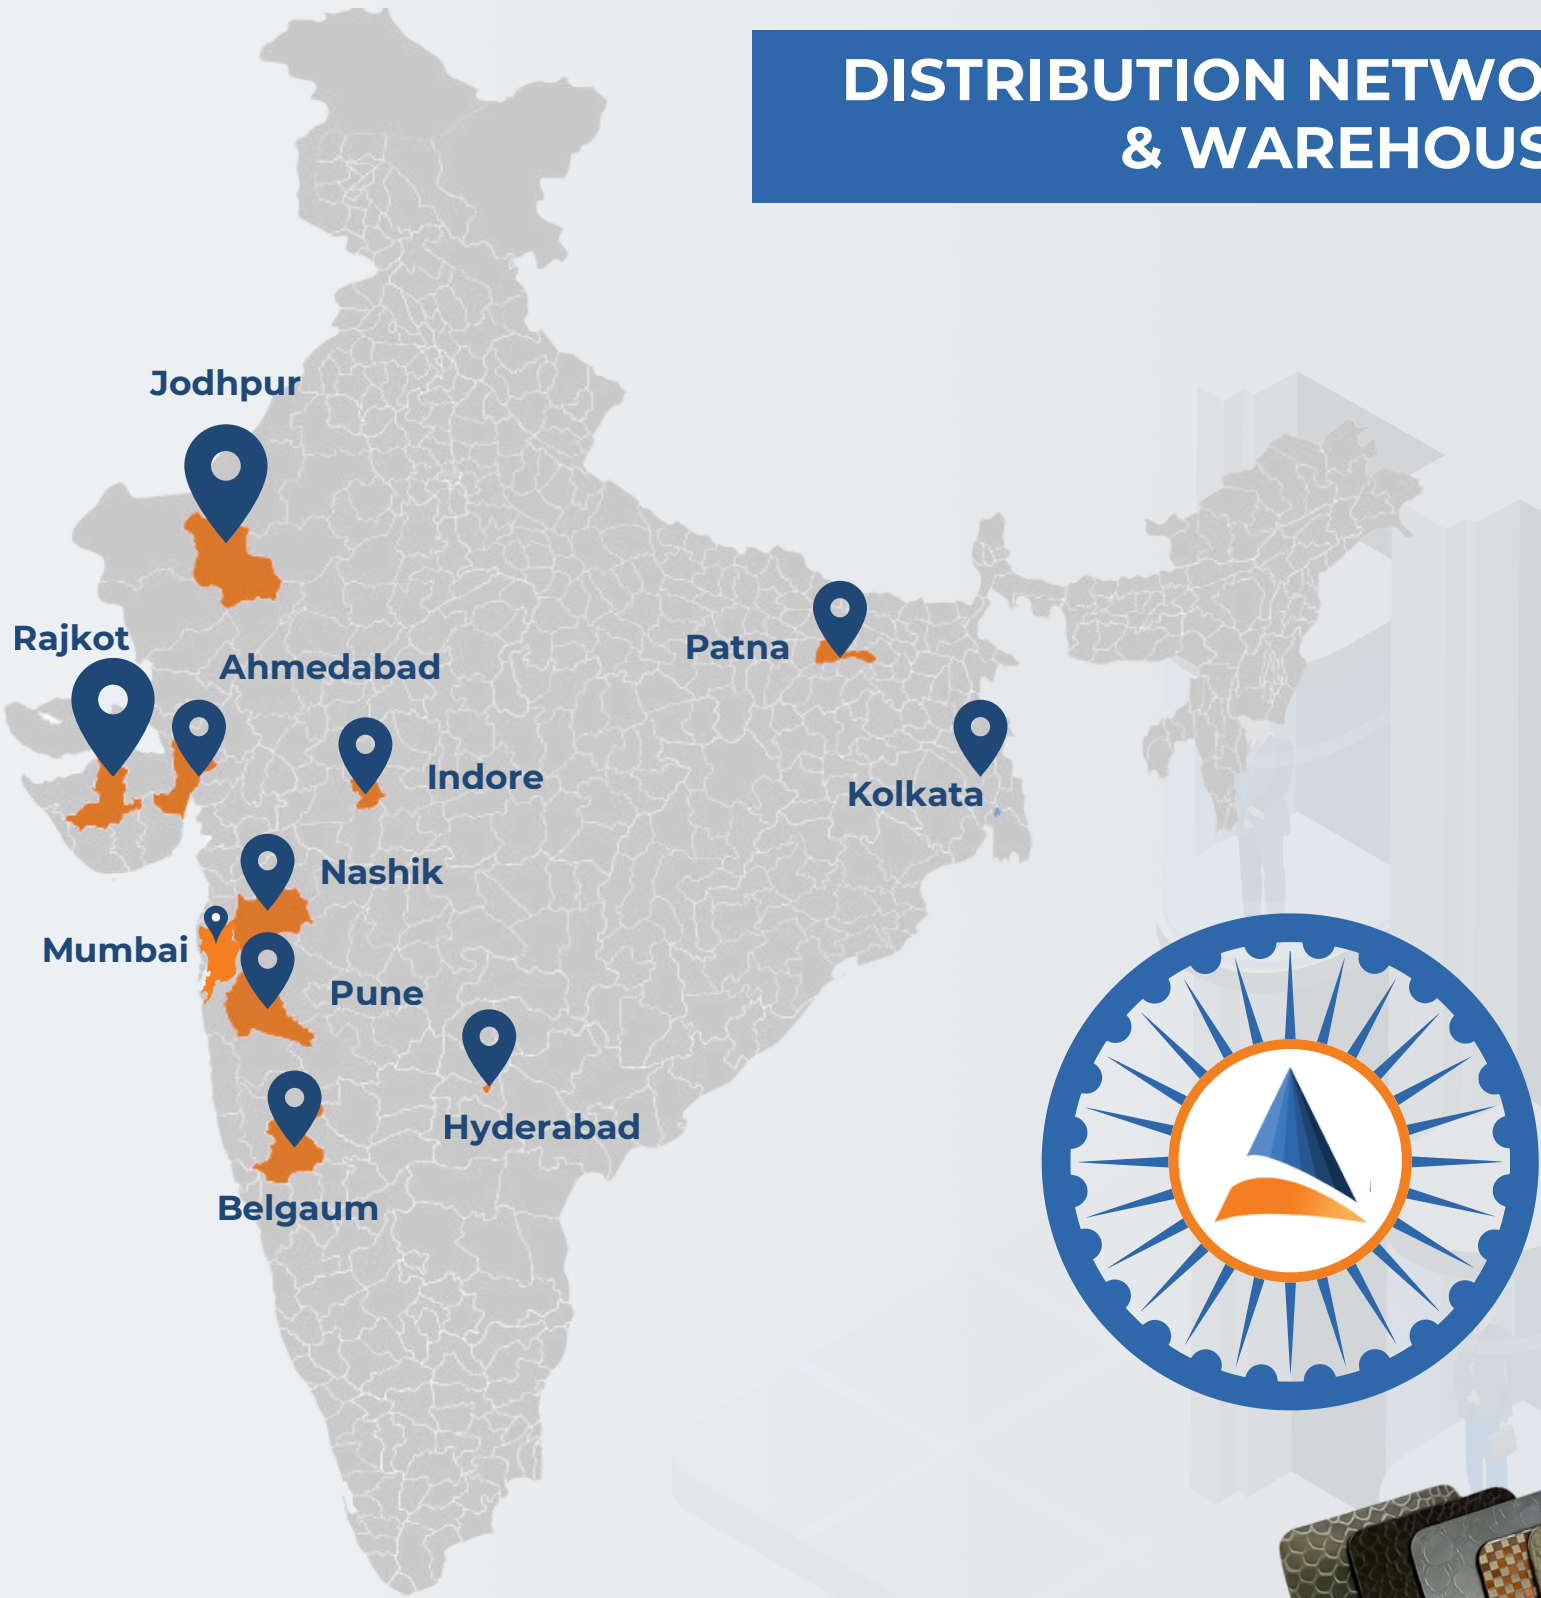 DISTRIBUTION NETWO
& WAREHOUS
Jodhpur
Rajkot
Ahmedabad
Patna
Indore
Kolkata
Nashik
Mumbai
Pune
Hyderabad
Belgaum